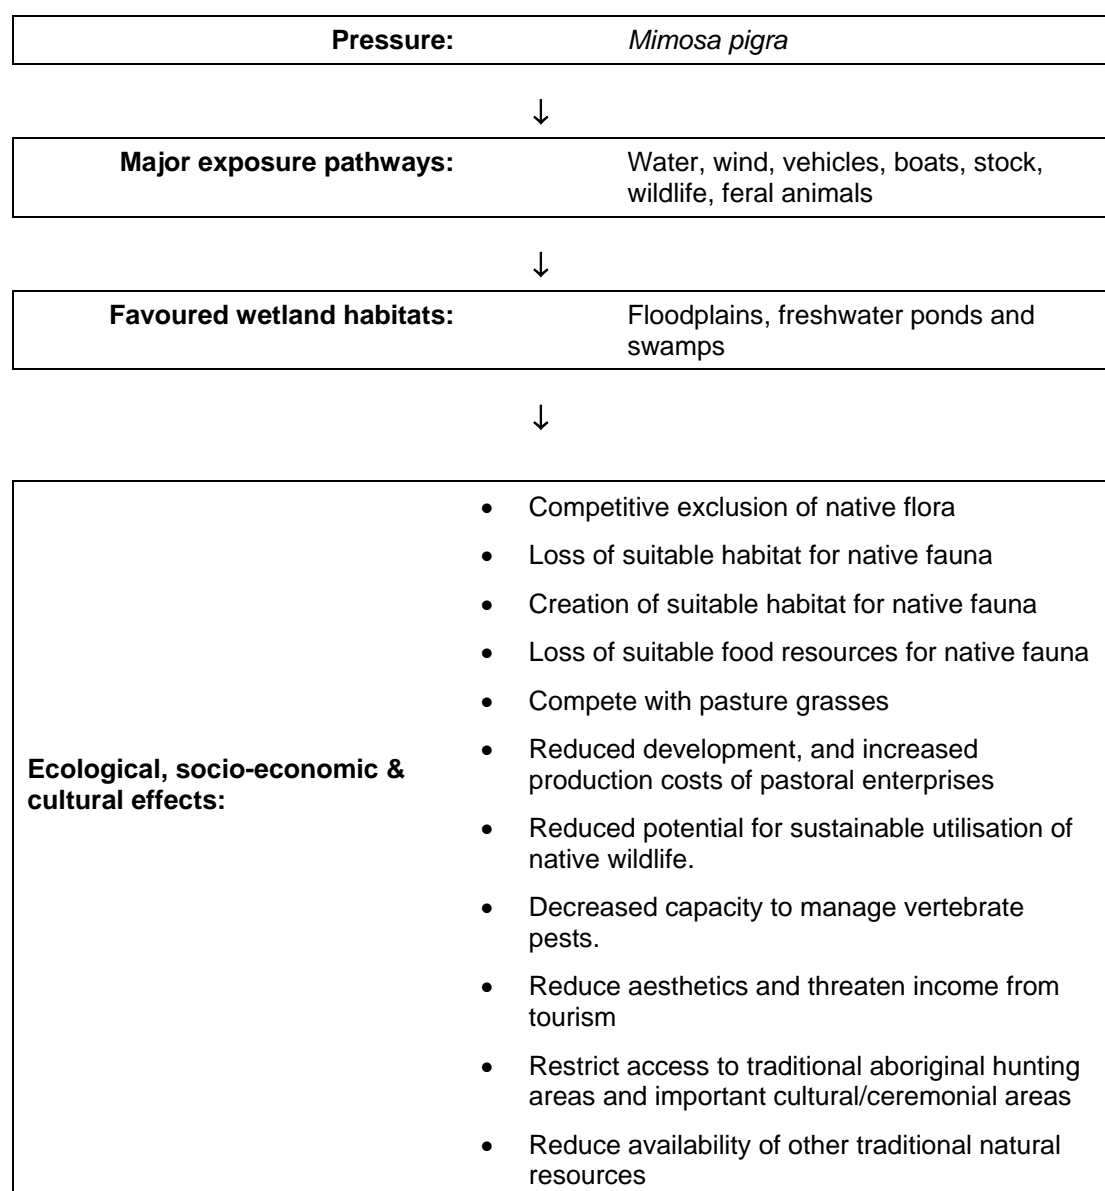 Pressure: Mimosa pigra
↓
Major exposure pathways: Water, wind, vehicles, boats, stock,
wildlife, feral animals
↓
Favoured wetland habitats: Floodplains, freshwater ponds and
swamps
↓
Ecological, socio-economic &
cultural effects:
• Competitive exclusion of native flora
• Loss of suitable habitat for native fauna
• Creation of suitable habitat for native fauna
• Loss of suitable food resources for native fauna
• Compete with pasture grasses
• Reduced development, and increased
production costs of pastoral enterprises
• Reduced potential for sustainable utilisation of
native wildlife.
• Decreased capacity to manage vertebrate
pests.
• Reduce aesthetics and threaten income from
tourism
• Restrict access to traditional aboriginal hunting
areas and important cultural/ceremonial areas
• Reduce availability of other traditional natural
resources